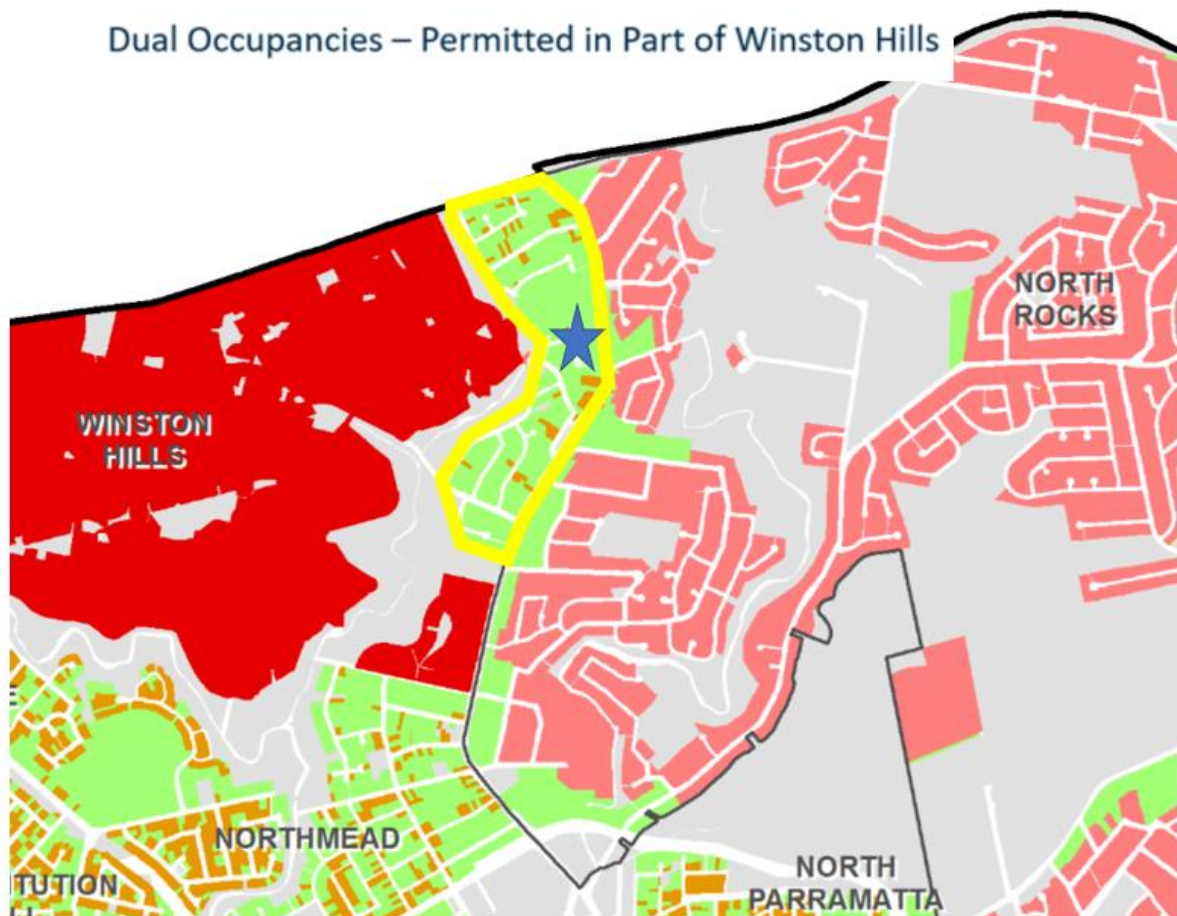 Dual Occupancies – Permitted in Part of Winston Hills
NORTH
ROCKS
WINSTON
HILLS
NORTHMEAD
NORTH
PARRAMATTA
TUTION